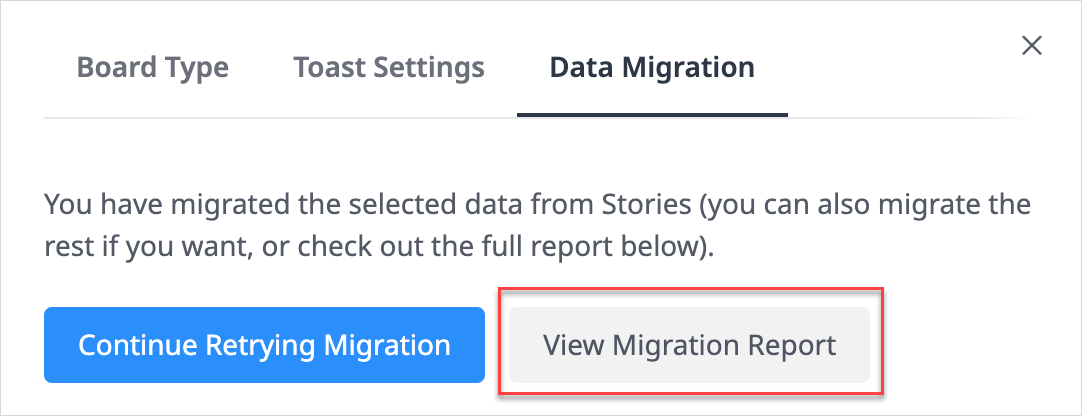 Board Type Toast Settings Data Migration
You have migrated the selected data from Stories (you can also migrate the
rest if you want, or check out the full report below).
Continue Retrying Migration View Migration Report